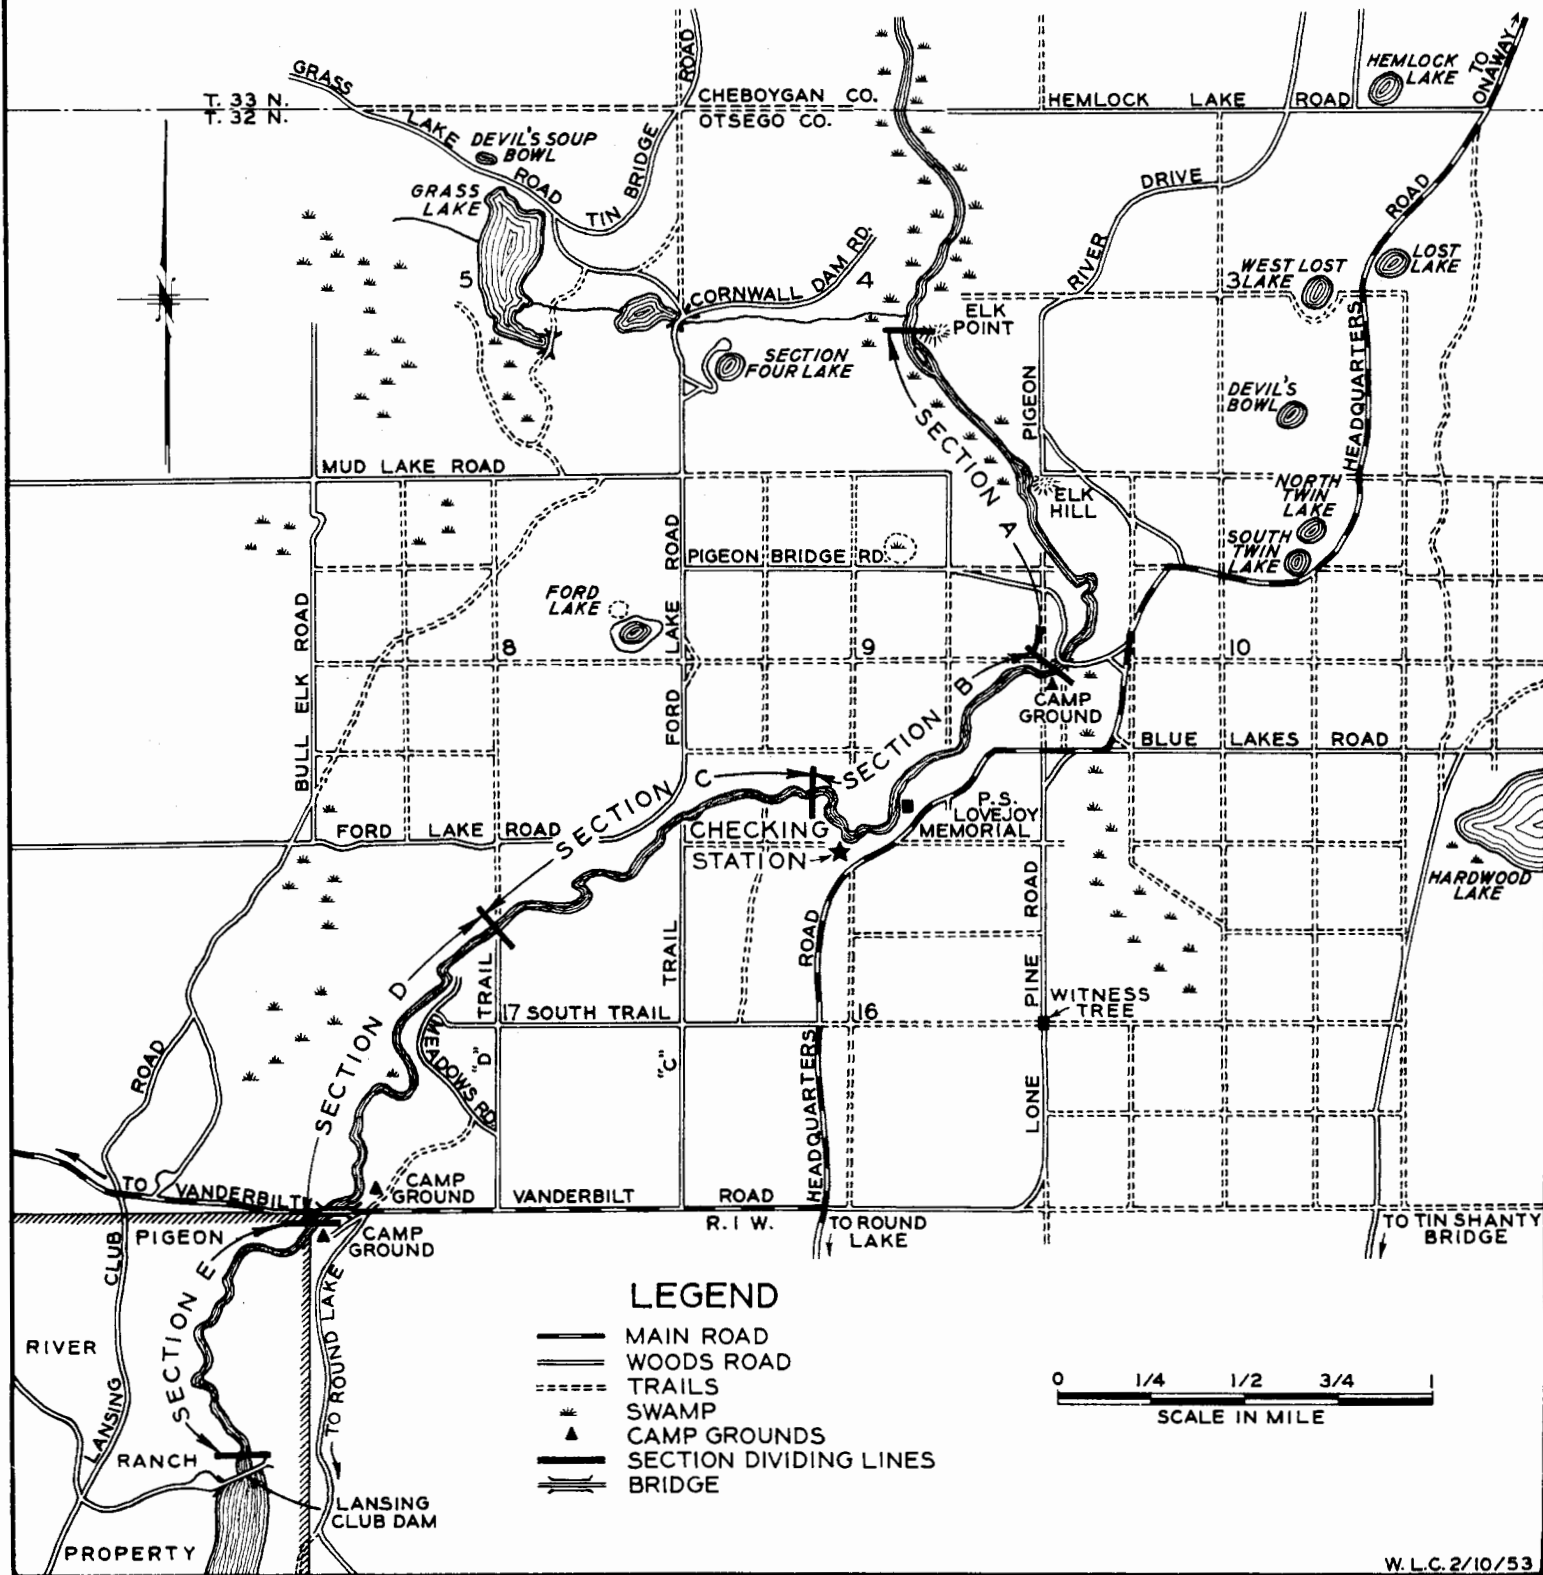 GRASS LAKE ROAD
T. 33 N.
T. 32 N.
CHEBOYGAN CO.
OTSEGO CO.
HEMLOCK LAKE ROAD
HEMLOCK
LAKE
TO
ONAWAY
DEVIL'S SOUP
BOWL
GRASS
LAKE
TIN BRIDGE ROAD
RIVER DRIVE
PIGEON
HEADQUARTERS ROAD
LOST
LAKE
WEST LOST
LAKE
3
5
4
CORNWALL DAM RD.
ELK
POINT
SECTION
FOUR LAKE
DEVIL'S
BOWL
SECTION A
MUD LAKE ROAD
ELK
HILL
NORTH
TWIN
LAKE
SOUTH
TWIN
LAKE
PIGEON BRIDGE RD.
FORD
LAKE
BULL ELK ROAD
FORD LAKE ROAD
8
9
10
SECTION B
CAMP
GROUND
BLUE LAKES ROAD
SECTION C
P.S.
LOVEJOY
MEMORIAL
FORD LAKE ROAD
CHECKING
STATION
HARDWOOD
LAKE
SECTION D
TRAIL "D"
TRAIL "C"
HEADQUARTERS ROAD
LONE PINE ROAD
17 SOUTH TRAIL
16
WITNESS
TREE
MEADOWS RD.
LANSING CLUB ROAD
TO VANDERBILT
CAMP
GROUND
VANDERBILT ROAD
R. I W.
TO ROUND
LAKE
TO TIN SHANTY
BRIDGE
PIGEON
CAMP
GROUND
SECTION E
TO ROUND LAKE
RIVER
RANCH
LANSING
CLUB DAM
PROPERTY
LEGEND
MAIN ROAD
WOODS ROAD
TRAILS
SWAMP
CAMP GROUNDS
SECTION DIVIDING LINES
BRIDGE
0 1/4 1/2 3/4 1
SCALE IN MILE
W. L.C. 2/10/53